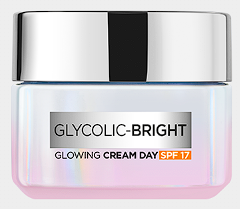 GLYCOLIC-BRIGHT
GLOWING CREAM DAY SPF 17